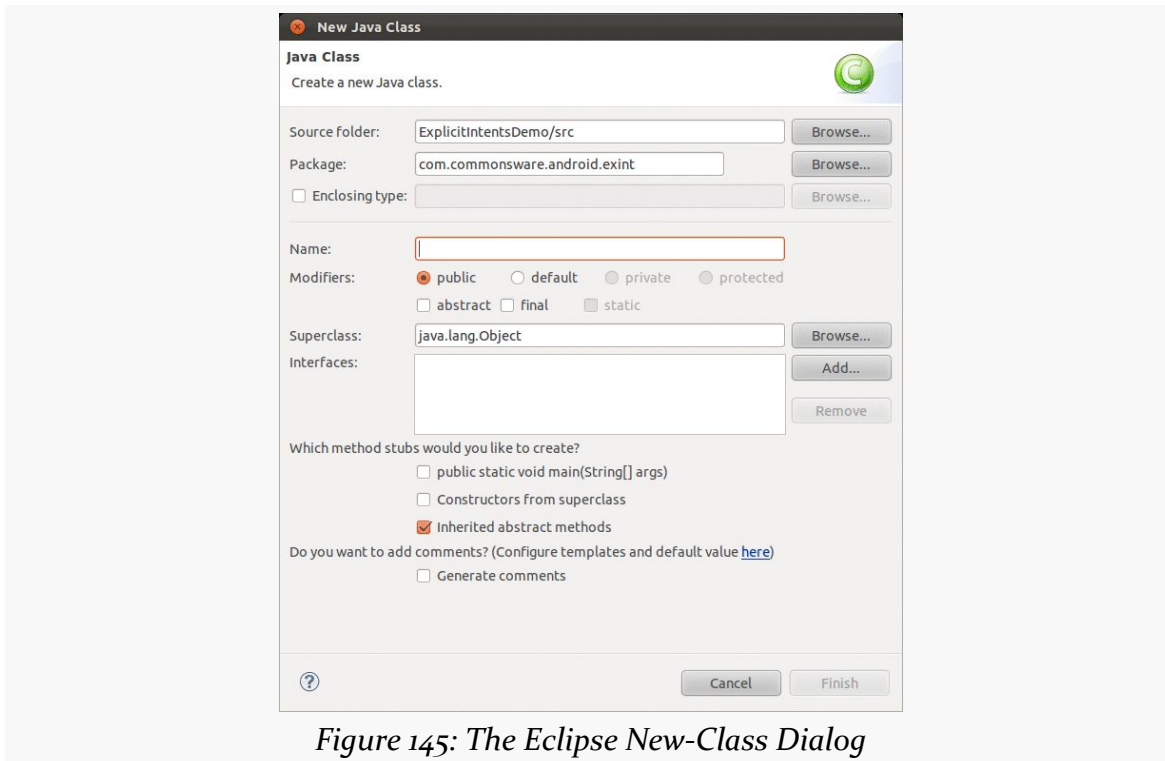 New Java Class
Java Class
Create a new Java class.
C
Source folder: ExplicitIntentsDemo/src Browse...
Package: com.commonsware.android.exint Browse...
Enclosing type: Browse...
Name:
Modifiers: public default private protected
abstract final static
Superclass: java.lang.Object Browse...
Interfaces: Add...
Remove
Which method stubs would you like to create?
public static void main(String[] args)
Constructors from superclass
Inherited abstract methods
Do you want to add comments? (Configure templates and default value here)
Generate comments
? Cancel Finish
Figure 145: The Eclipse New-Class Dialog